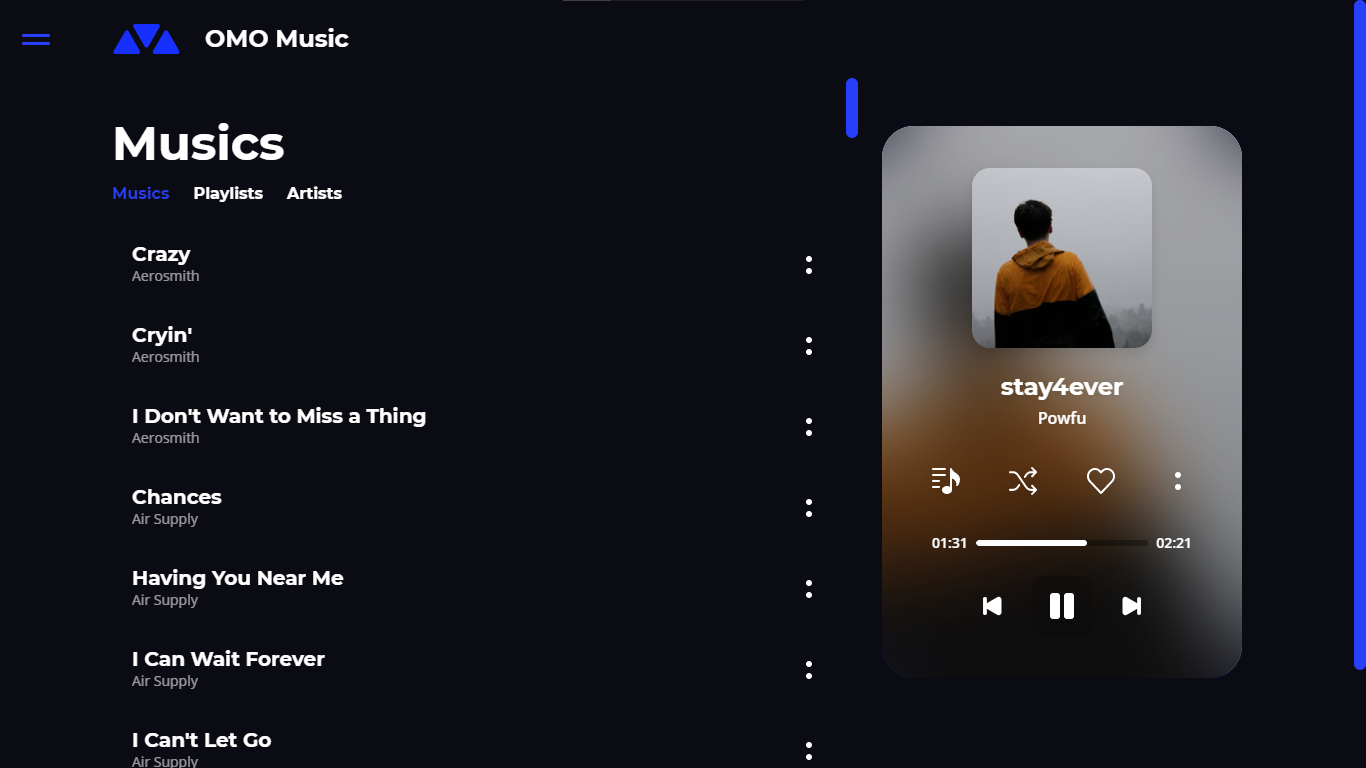 OMO Music
Musics
Musics Playlists Artists
Crazy
Aerosmith
Cryin'
Aerosmith
I Don't Want to Miss a Thing
Aerosmith
Chances
Air Supply
Having You Near Me
Air Supply
I Can Wait Forever
Air Supply
I Can't Let Go
Air Supply
stay4ever
Powfu
01:31 02:21